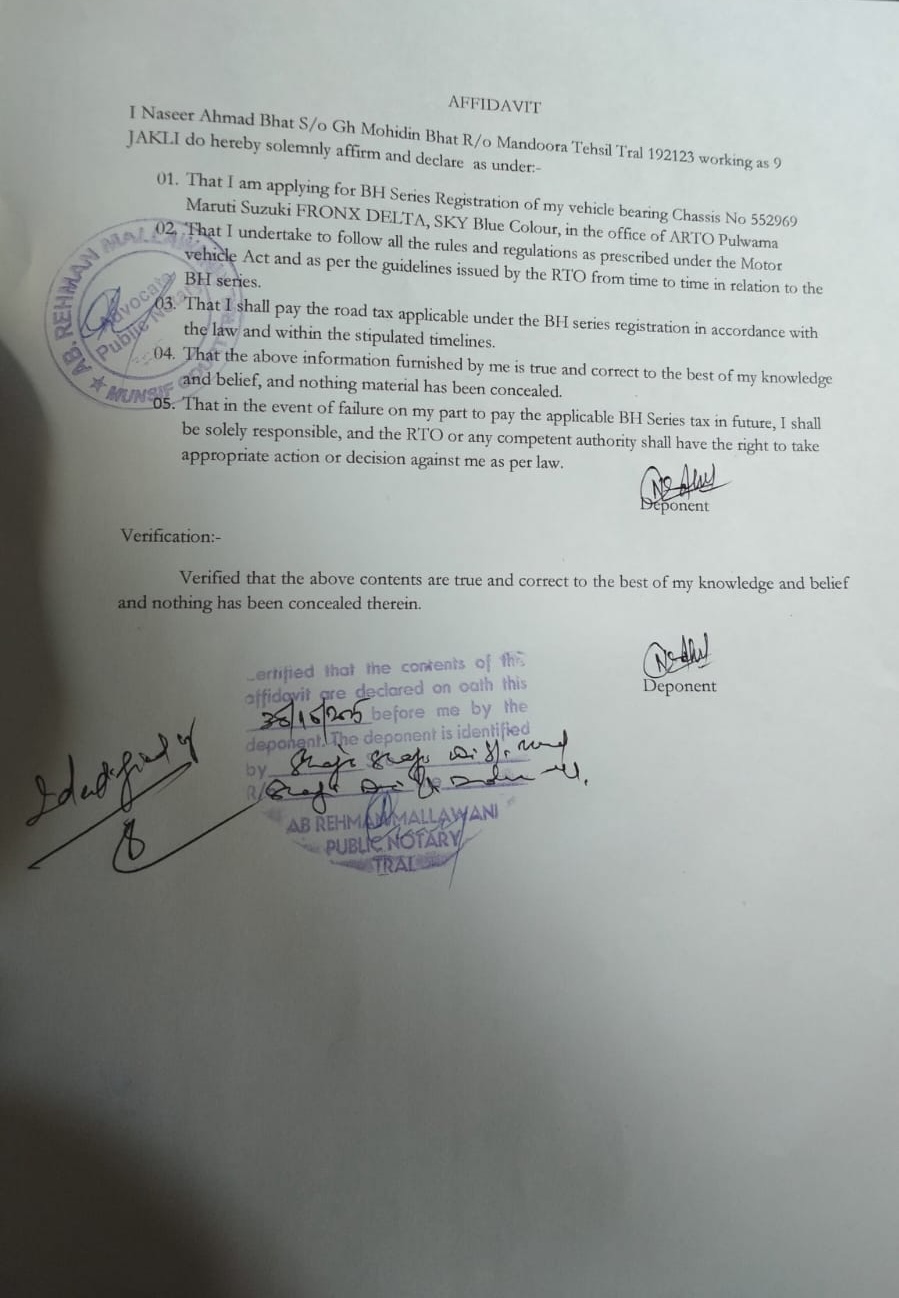 AFFIDAVIT
I Naseer Ahmad Bhat S/o Gh Mohidin Bhat R/o Mandoora Tehsil Tral 192123 working as 9
JAKLI do hereby solemnly affirm and declare as under:-
01. That I am applying for BH Series Registration of my vehicle bearing Chassis No 552969
Maruti Suzuki FRONX DELTA, SKY Blue Colour, in the office of ARTO Pulwama
02. That I undertake to follow all the rules and regulations as prescribed under the Motor
vehicle Act and as per the guidelines issued by the RTO from time to time in relation to the
BH series.
03. That I shall pay the road tax applicable under the BH series registration in accordance with
the law and within the stipulated timelines.
04. That the above information furnished by me is true and correct to the best of my knowledge
and belief, and nothing material has been concealed.
05. That in the event of failure on my part to pay the applicable BH Series tax in future, I shall
be solely responsible, and the RTO or any competent authority shall have the right to take
appropriate action or decision against me as per law.
AB. REHMAN MALLAWANI
Advocate
Public Notary
★ MUNSIF COURT
Deponent
Verification:-
Verified that the above contents are true and correct to the best of my knowledge and belief
and nothing has been concealed therein.
Deponent
ertified that the contents of this
affidavit are declared on oath this
before me by the
deponent. The deponent is identified
by
R/
Identified by
AB REHMAN MALLAWANI
PUBLIC NOTARY
TRAL